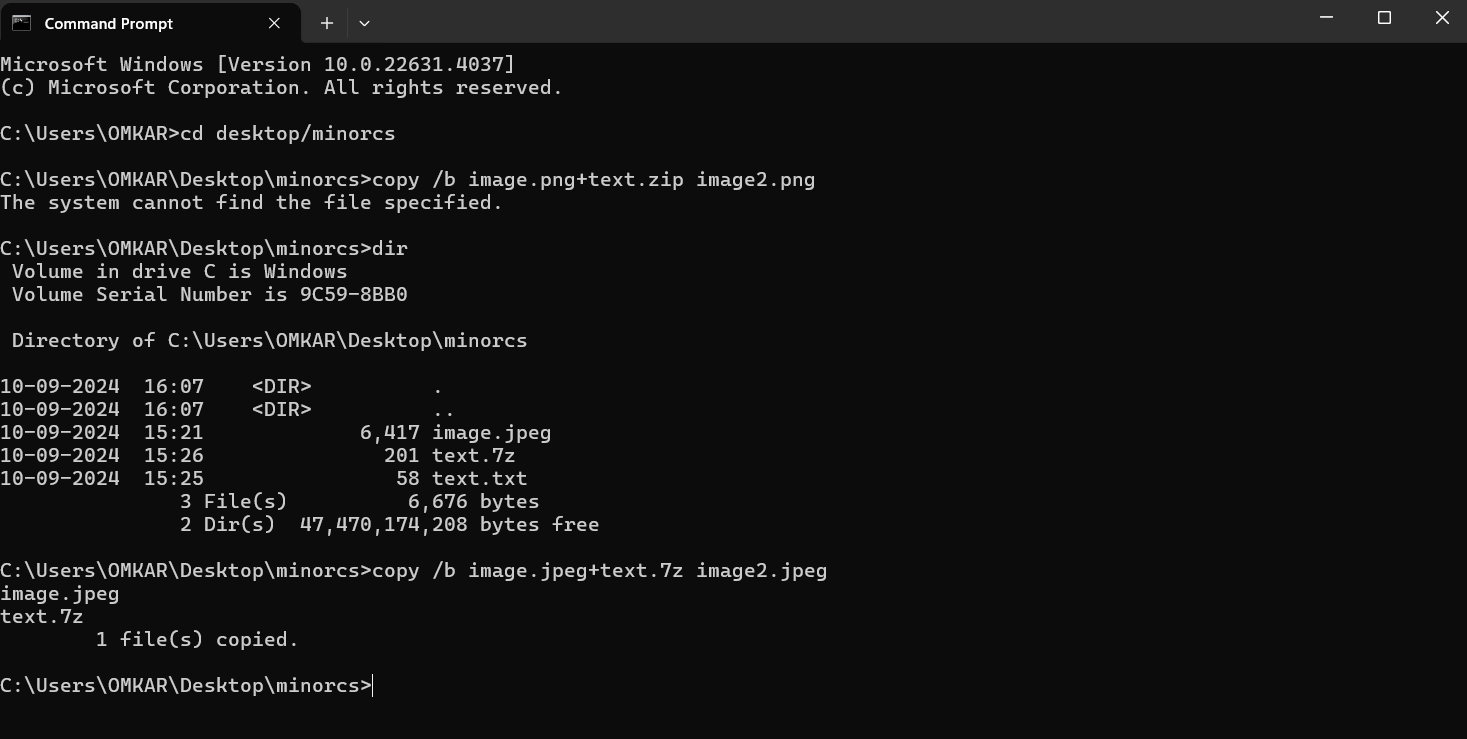 Command Prompt
Microsoft Windows [Version 10.0.22631.4037]
(c) Microsoft Corporation. All rights reserved.
C:\Users\OMKAR>cd desktop/minorcs
C:\Users\OMKAR\Desktop\minorcs>copy /b image.png+text.zip image2.png
The system cannot find the file specified.
C:\Users\OMKAR\Desktop\minorcs>dir
 Volume in drive C is Windows
 Volume Serial Number is 9C59-8BB0
 Directory of C:\Users\OMKAR\Desktop\minorcs
10-09-2024  16:07    <DIR>          .
10-09-2024  16:07    <DIR>          ..
10-09-2024  15:21             6,417 image.jpeg
10-09-2024  15:26               201 text.7z
10-09-2024  15:25                58 text.txt
               3 File(s)          6,676 bytes
               2 Dir(s)  47,470,174,208 bytes free
C:\Users\OMKAR\Desktop\minorcs>copy /b image.jpeg+text.7z image2.jpeg
image.jpeg
text.7z
        1 file(s) copied.
C:\Users\OMKAR\Desktop\minorcs>